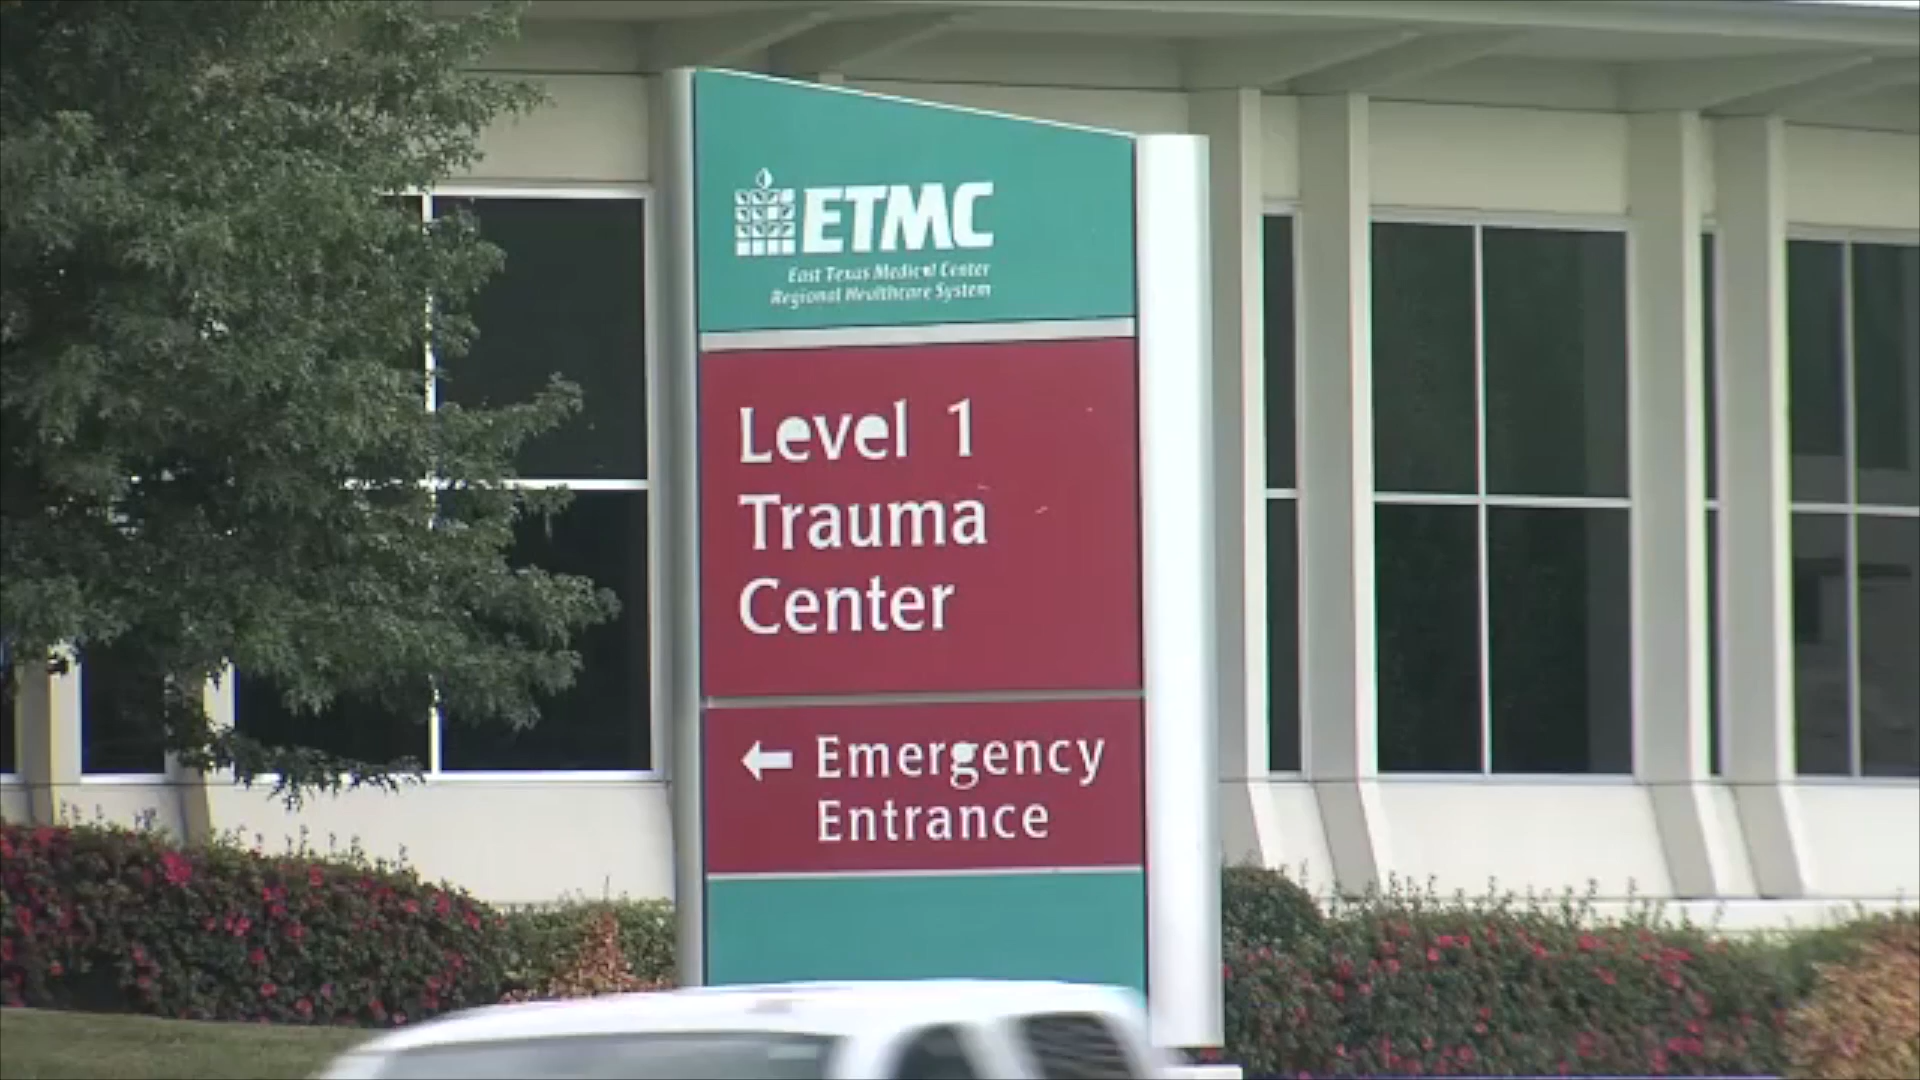 ETMC
East Texas Medical Center
Regional Healthcare System
Level 1
Trauma
Center
Emergency
Entrance